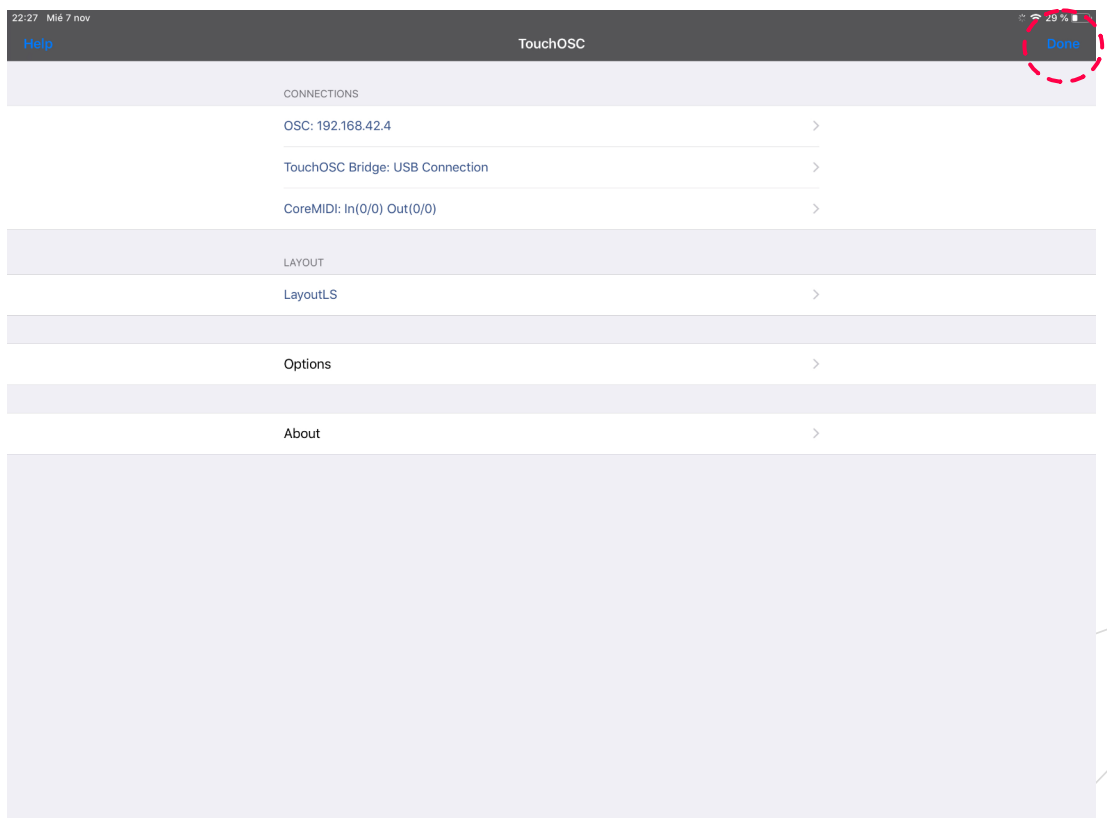 22:27 Mié 7 nov 29 %
Help TouchOSC Done
CONNECTIONS
OSC: 192.168.42.4
TouchOSC Bridge: USB Connection
CoreMIDI: In(0/0) Out(0/0)
LAYOUT
LayoutLS
Options
About